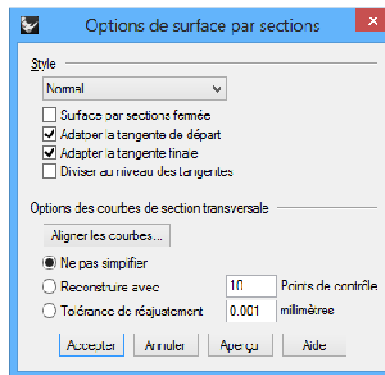 Options de surface par sections
Style
Normal
Surface par sections fermée
Adapter la tangente de départ
Adapter la tangente finale
Diviser au niveau des tangentes
Options des courbes de section transversale
Aligner les courbes...
Ne pas simplifier
Reconstruire avec 10 Points de contrôle
Tolérance de réajustement 0.001 milimètres
Accepter Annuler Aperçu Aide